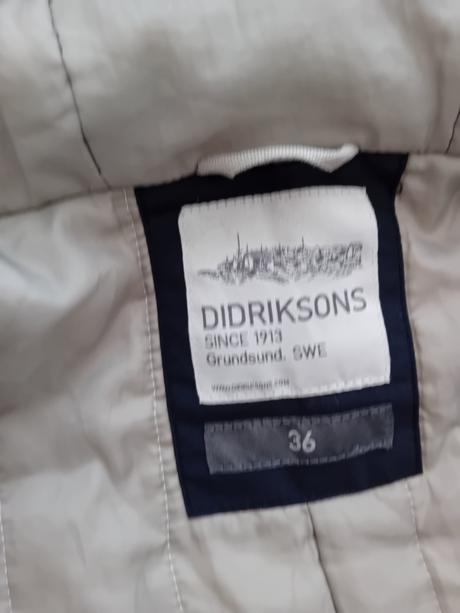 DIDRIKSONS
SINCE 1913
Grundsund, SWE
36